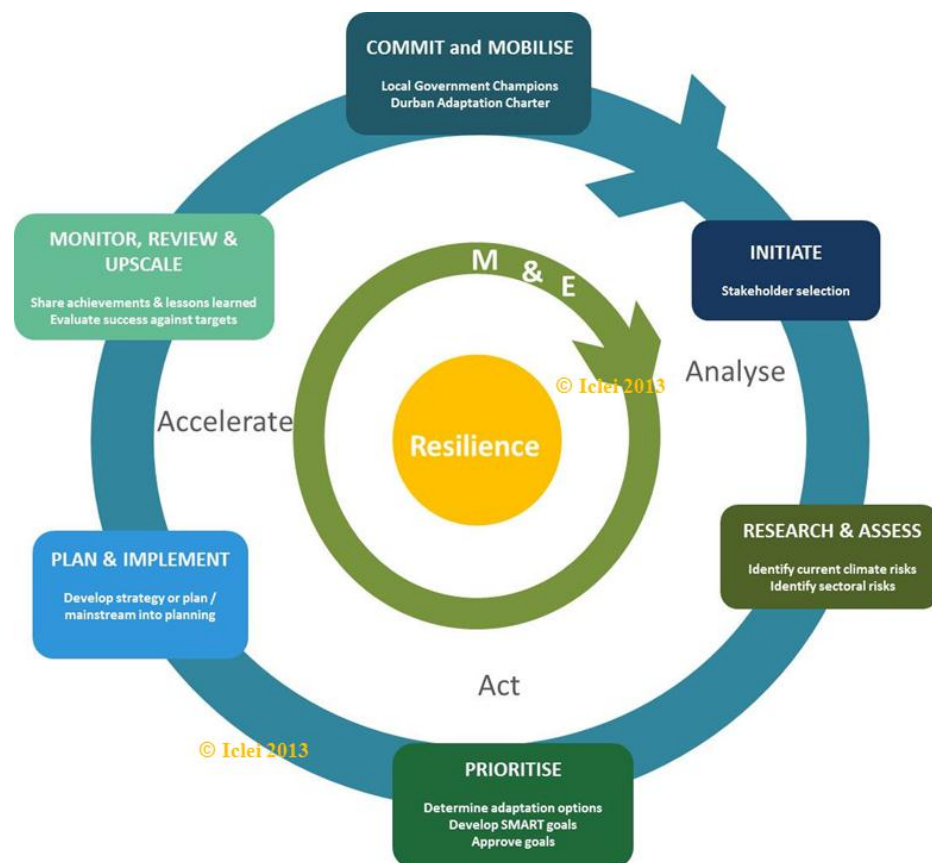 COMMIT and MOBILISE
Local Government Champions
Durban Adaptation Charter
INITIATE
Stakeholder selection
MONITOR, REVIEW &
UPSCALE
Share achievements & lessons learned
Evaluate success against targets
M & E
Analyse
© Iclei 2013
Accelerate
Resilience
RESEARCH & ASSESS
Identify current climate risks
Identify sectoral risks
PLAN & IMPLEMENT
Develop strategy or plan /
mainstream into planning
Act
© Iclei 2013
PRIORITISE
Determine adaptation options
Develop SMART goals
Approve goals